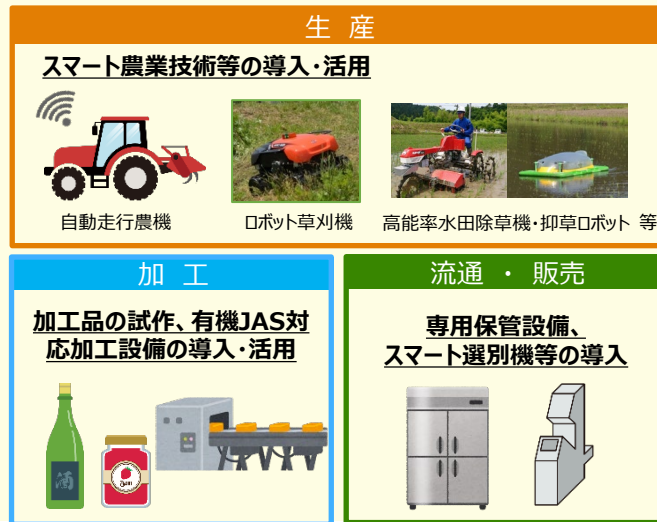 生 産
スマート農業技術等の導入・活用
自動走行農機
ロボット草刈機
高能率水田除草機・抑草ロボット 等
加 工
加工品の試作、有機JAS対
応加工設備の導入・活用
酒
Jam
流通 ・ 販売
専用保管設備、
スマート選別機等の導入